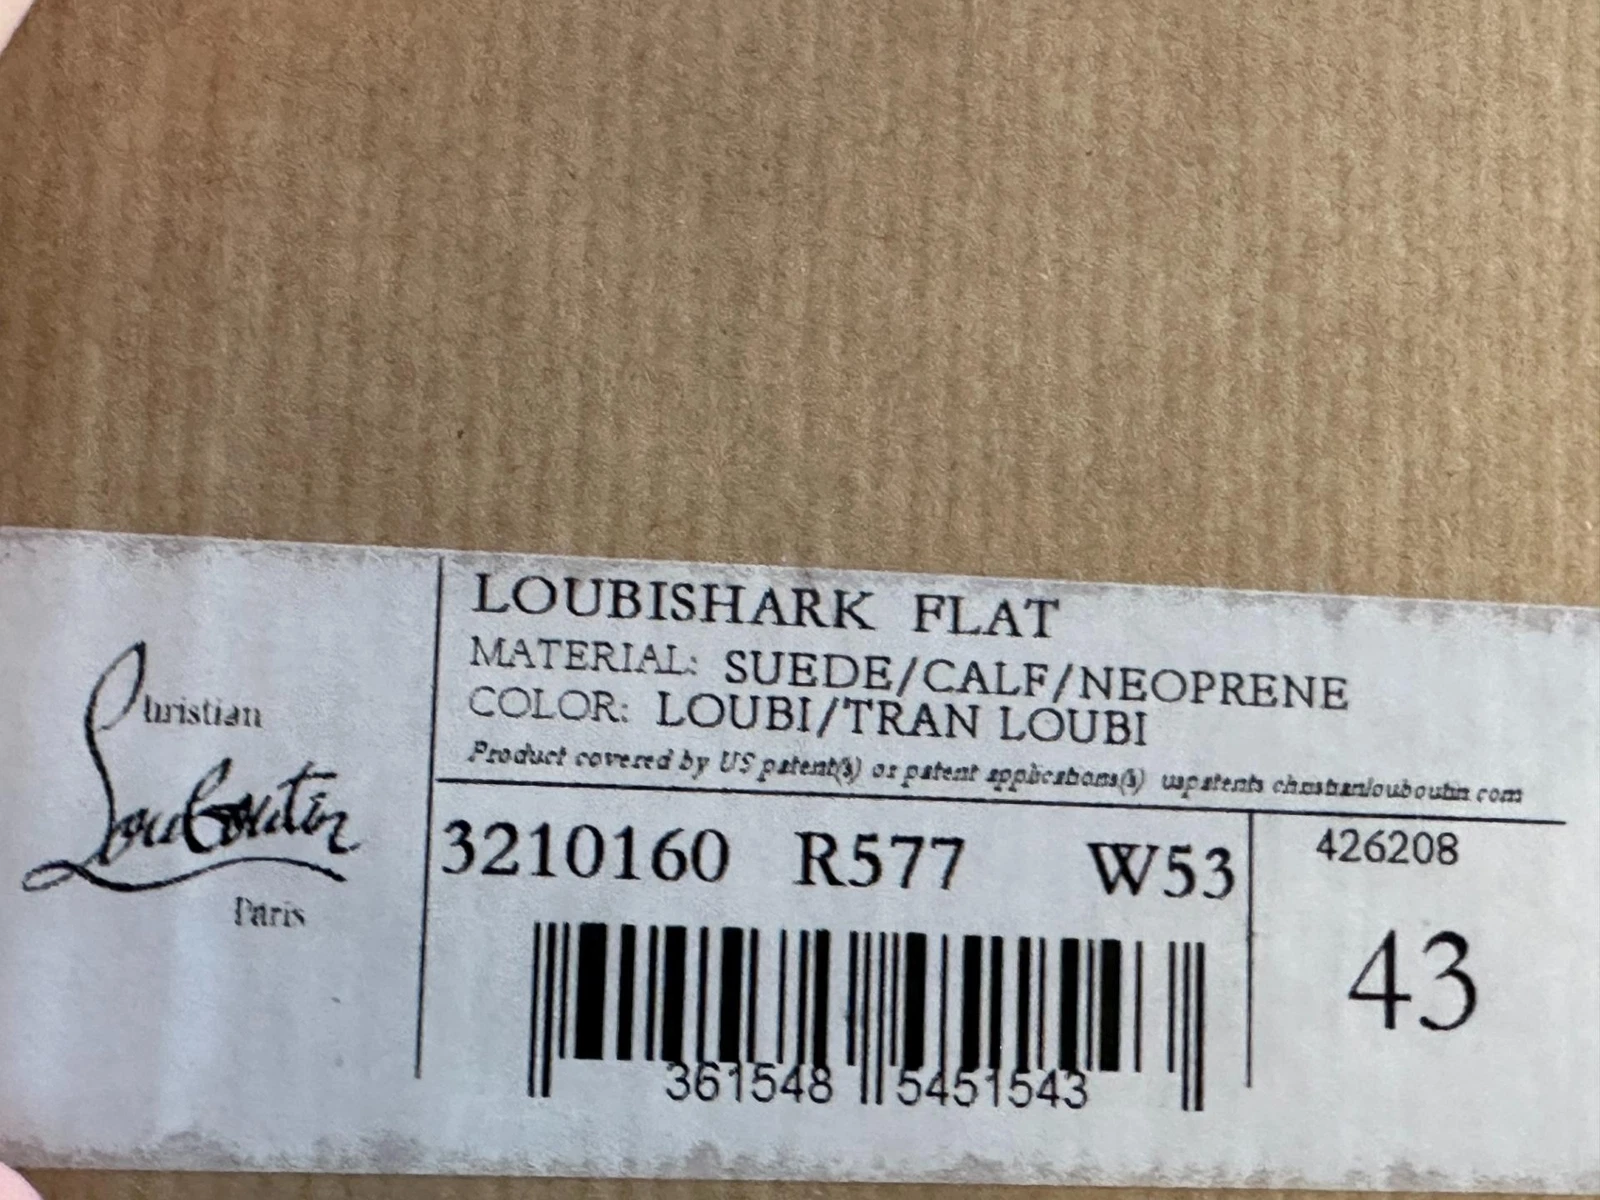 Christian
Louboutin
Paris
LOUBISHARK FLAT
MATERIAL: SUEDE/CALF/NEOPRENE
COLOR: LOUBI/TRAN LOUBI
Product covered by US patent(s) or patent applications(s) uspatents christianlouboutin.com
3210160 R577 W53
426208
43
361548 5451543